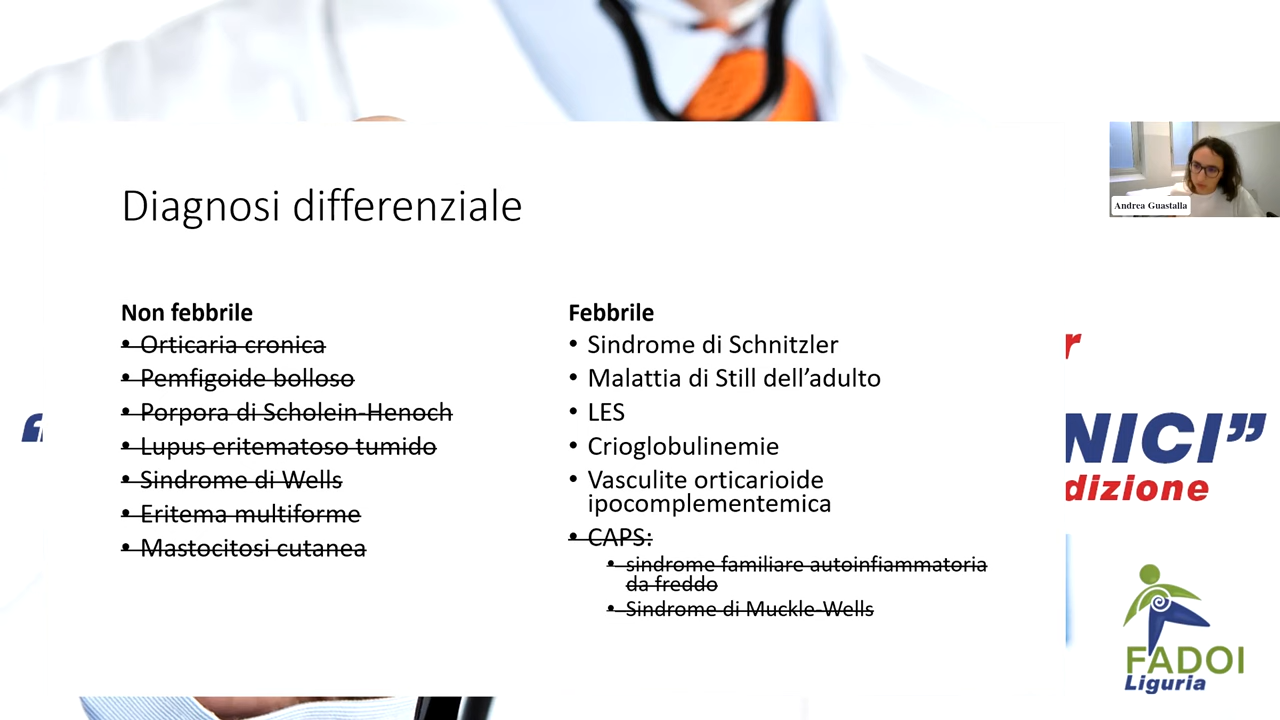 Diagnosi differenziale
Andrea Guastalla
Non febbrile
• Orticaria cronica
• Pemfigoide bolloso
• Porpora di Scholein-Henoch
• Lupus eritematoso tumido
• Sindrome di Wells
• Eritema multiforme
• Mastocitosi cutanea
Febbrile
• Sindrome di Schnitzler
• Malattia di Still dell’adulto
• LES
• Crioglobulinemie
• Vasculite orticarioide
ipocomplementemica
• CAPS:
• sindrome familiare autoinfiammatoria
da freddo
• Sindrome di Muckle-Wells
r
“
NICI”
dizione
FADOI
Liguria